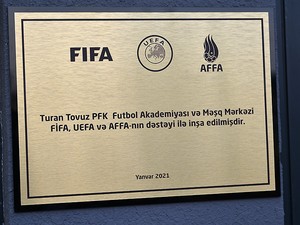 FIFA
UEFA
AFFA
Turan Tovuz PFK Futbol Akademiyası və Məşq Mərkəzi
FİFA, UEFA və AFFA-nın dəstəyi ilə inşa edilmişdir.
Yanvar 2021